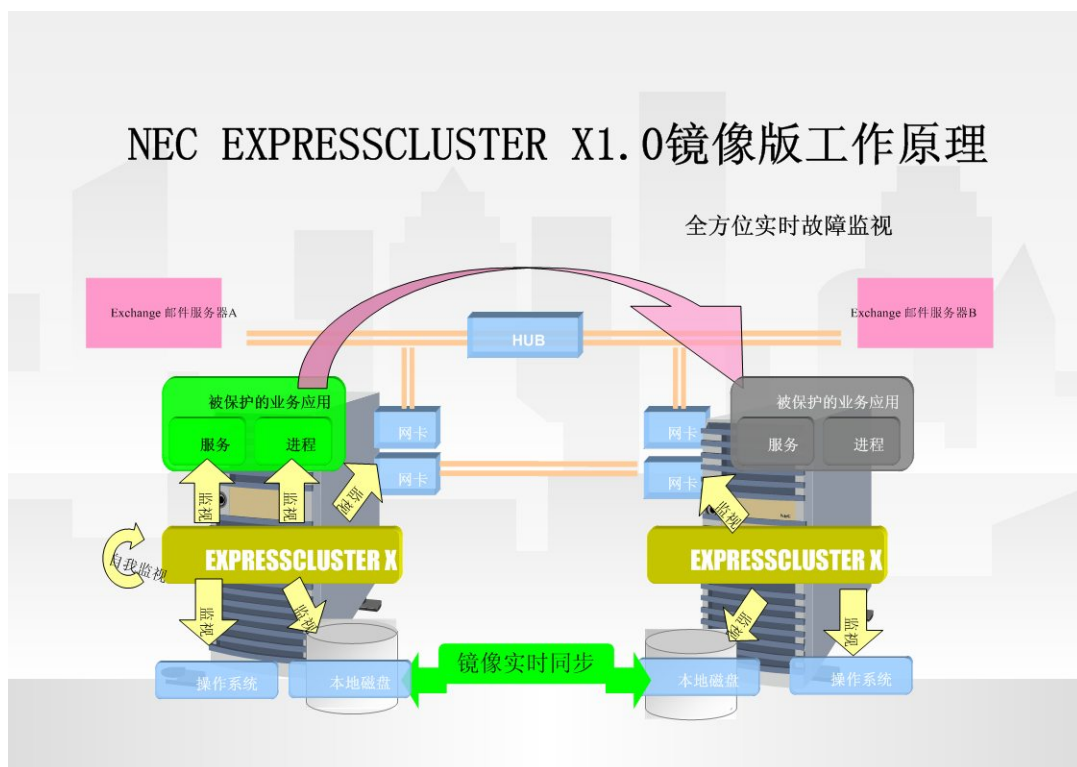 NEC EXPRESSCLUSTER X1.0镜像版工作原理
全方位实时故障监视
Exchange 邮件服务器A
Exchange 邮件服务器B
HUB
被保护的业务应用
服务
进程
网卡
网卡
网卡
网卡
被保护的业务应用
服务
进程
监视
监视
监视
监视
自我监视
EXPRESSCLUSTER X
EXPRESSCLUSTER X
监视
监视
监视
监视
操作系统
本地磁盘
镜像实时同步
本地磁盘
操作系统